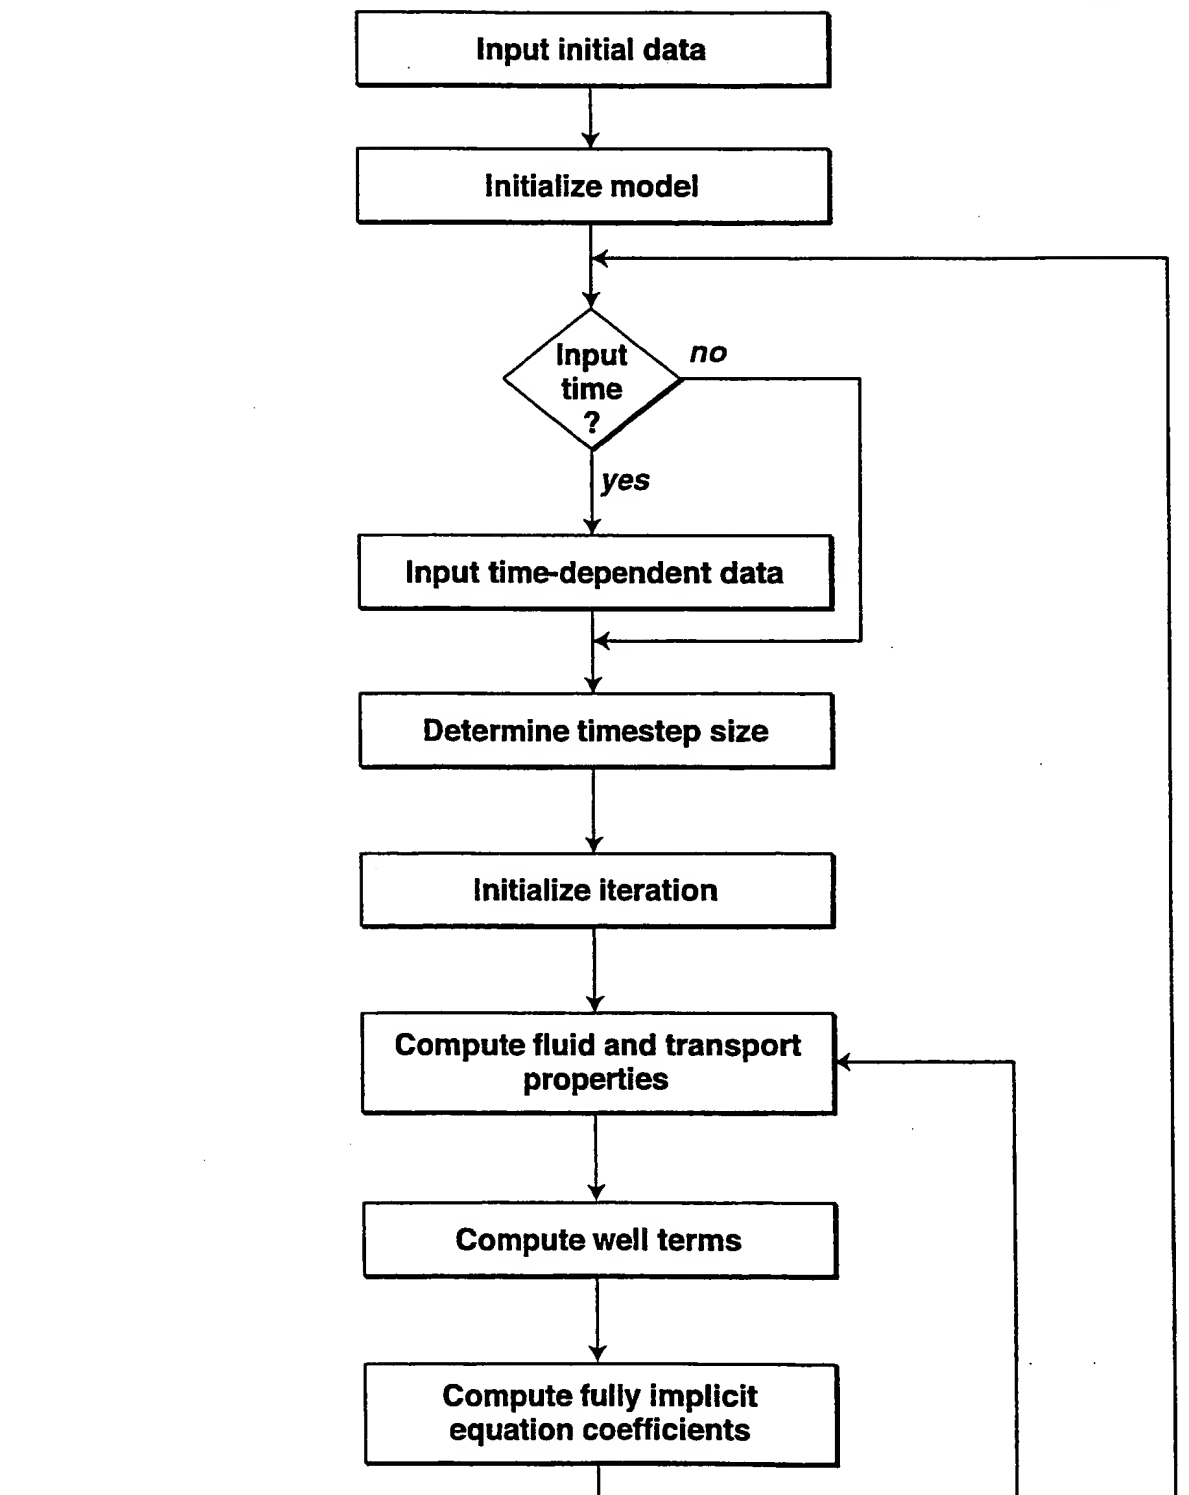 Input initial data
Initialize model
Input
time
?
no
yes
Input time-dependent data
Determine timestep size
Initialize iteration
Compute fluid and transport
properties
Compute well terms
Compute fully implicit
equation coefficients